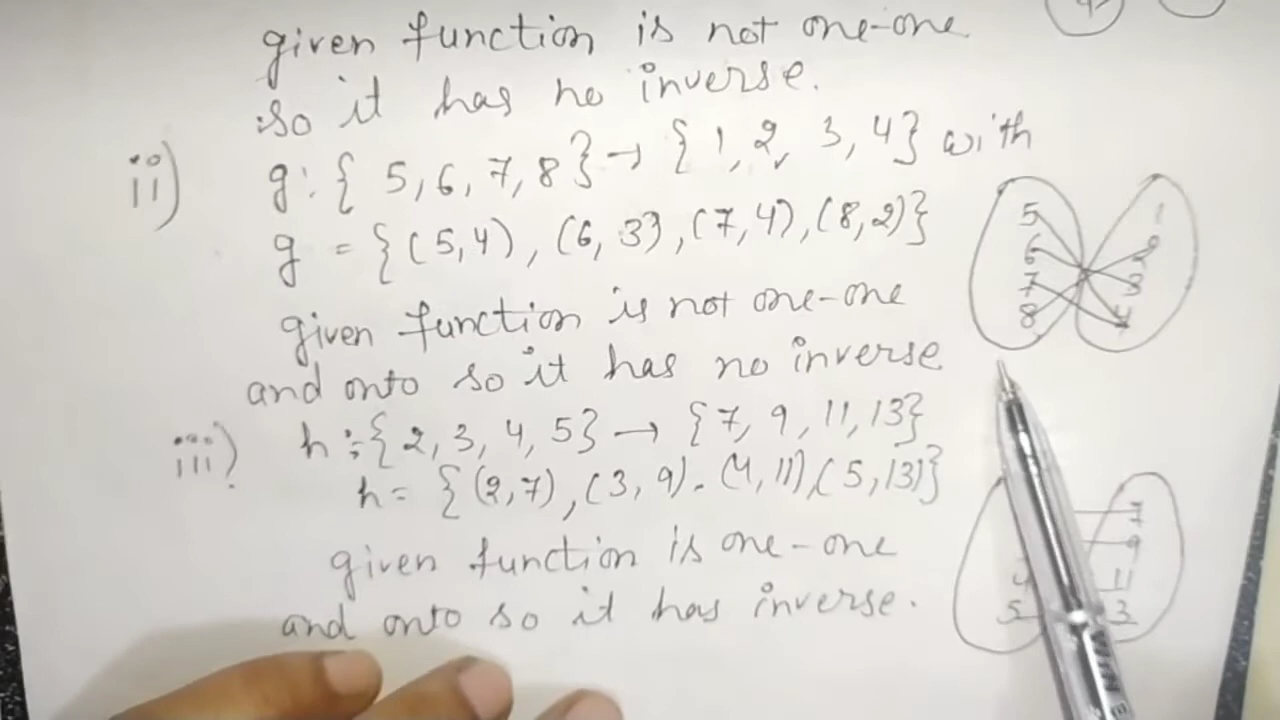 given function is not one-one
so it has no inverse.
ii)
g: { 5, 6, 7, 8 } → { 1, 2, 3, 4 } with
g = {(5,4), (6, 3), (7,4), (8,2)}
given function is not one-one
and onto so it has no inverse
5 1
6 2
7 3
8 4
iii)
h : { 2, 3, 4, 5 } → { 7, 9, 11, 13 }
h = { (2,7), (3, 9), (4, 11), (5, 13) }
given function is one-one
and onto so it has inverse.
7
9
4 11
5 13